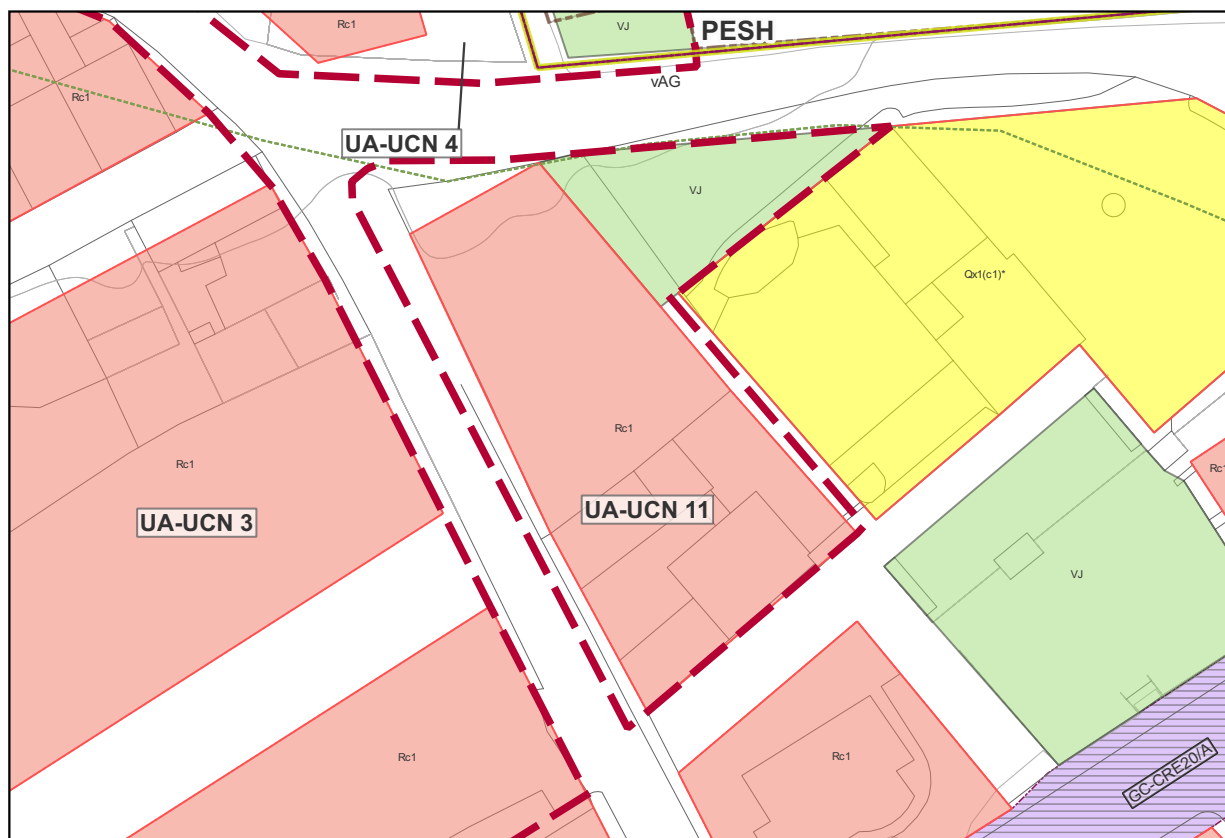 Rc1
VJ
PESH
vAG
Rc1
UA-UCN 4
VJ
Qx1(c1)*
Rc1
Rc1
Rc1
UA-UCN 11
UA-UCN 3
VJ
Rc1
Rc1
GC-CRE20/A